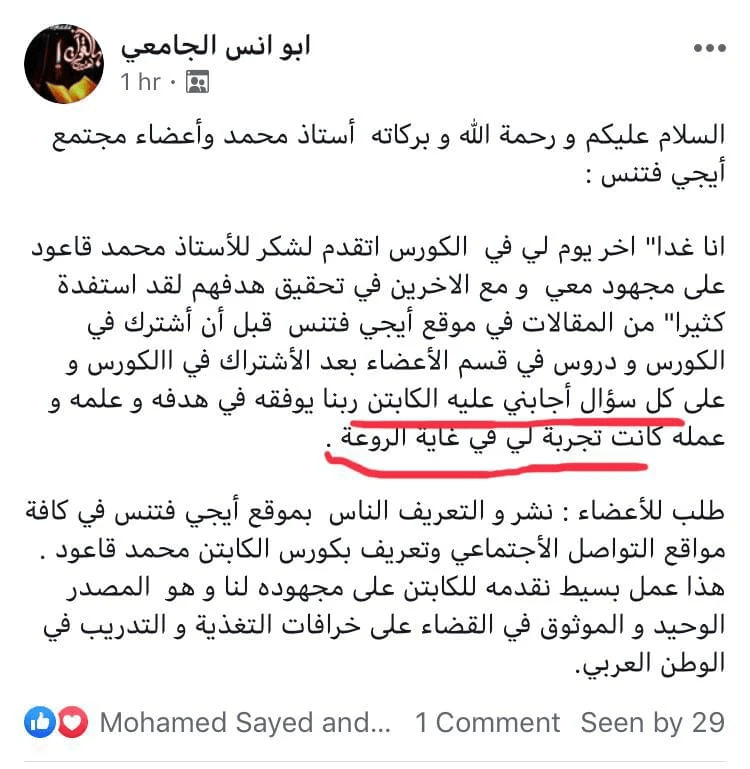 ابو انس الجامعي
1 hr ·
السلام عليكم و رحمة الله و بركاته أستاذ محمد وأعضاء مجتمع
أيجي فتنس :
انا غدا" اخر يوم لي في الكورس اتقدم لشكر للأستاذ محمد قاعود
على مجهود معي و مع الاخرين في تحقيق هدفهم لقد استفدة
كثيرا" من المقالات في موقع أيجي فتنس قبل أن أشترك في
الكورس و دروس في قسم الأعضاء بعد الأشتراك في االكورس و
على كل سؤال أجابني عليه الكابتن ربنا يوفقه في هدفه و علمه و
عمله كانت تجربة لي في غاية الروعة .
طلب للأعضاء : نشر و التعريف الناس بموقع أيجي فتنس في كافة
مواقع التواصل الأجتماعي وتعريف بكورس الكابتن محمد قاعود .
هذا عمل بسيط نقدمه للكابتن على مجهوده لنا و هو المصدر
الوحيد و الموثوق في القضاء على خرافات التغذية و التدريب في
الوطن العربي.
Mohamed Sayed and... 1 Comment Seen by 29